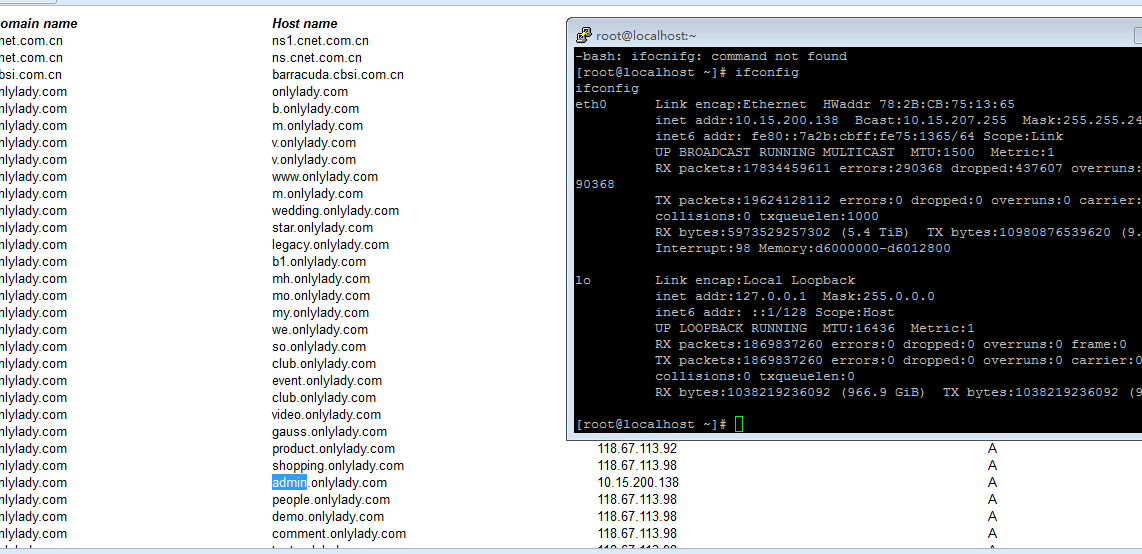 omain name Host name
net.com.cn ns1.cnet.com.cn
net.com.cn ns.cnet.com.cn
bsi.com.cn barracuda.cbsi.com.cn
nlylady.com onlylady.com
nlylady.com b.onlylady.com
nlylady.com m.onlylady.com
nlylady.com v.onlylady.com
nlylady.com v.onlylady.com
nlylady.com www.onlylady.com
nlylady.com m.onlylady.com
nlylady.com wedding.onlylady.com
nlylady.com star.onlylady.com
nlylady.com legacy.onlylady.com
nlylady.com b1.onlylady.com
nlylady.com mh.onlylady.com
nlylady.com mo.onlylady.com
nlylady.com my.onlylady.com
nlylady.com we.onlylady.com
nlylady.com so.onlylady.com
nlylady.com club.onlylady.com
nlylady.com event.onlylady.com
nlylady.com club.onlylady.com
nlylady.com video.onlylady.com
nlylady.com gauss.onlylady.com
nlylady.com product.onlylady.com 118.67.113.92 A
nlylady.com shopping.onlylady.com 118.67.113.98 A
nlylady.com admin.onlylady.com 10.15.200.138 A
nlylady.com people.onlylady.com 118.67.113.98 A
nlylady.com demo.onlylady.com 118.67.113.98 A
nlylady.com comment.onlylady.com 118.67.113.98 A
root@localhost:~
-bash: ifocnifg: command not found
[root@localhost ~]# ifconfig
ifconfig
eth0 Link encap:Ethernet HWaddr 78:2B:CB:75:13:65
inet addr:10.15.200.138 Bcast:10.15.207.255 Mask:255.255.24
inet6 addr: fe80::7a2b:cbff:fe75:1365/64 Scope:Link
UP BROADCAST RUNNING MULTICAST MTU:1500 Metric:1
RX packets:17834459611 errors:290368 dropped:437607 overruns:
90368
TX packets:19624128112 errors:0 dropped:0 overruns:0 carrier:
collisions:0 txqueuelen:1000
RX bytes:5973529257302 (5.4 TiB) TX bytes:10980876539620 (9.
Interrupt:98 Memory:d6000000-d6012800
lo Link encap:Local Loopback
inet addr:127.0.0.1 Mask:255.0.0.0
inet6 addr: ::1/128 Scope:Host
UP LOOPBACK RUNNING MTU:16436 Metric:1
RX packets:1869837260 errors:0 dropped:0 overruns:0 frame:0
TX packets:1869837260 errors:0 dropped:0 overruns:0 carrier:0
collisions:0 txqueuelen:0
RX bytes:1038219236092 (966.9 GiB) TX bytes:1038219236092 (9
[root@localhost ~]#